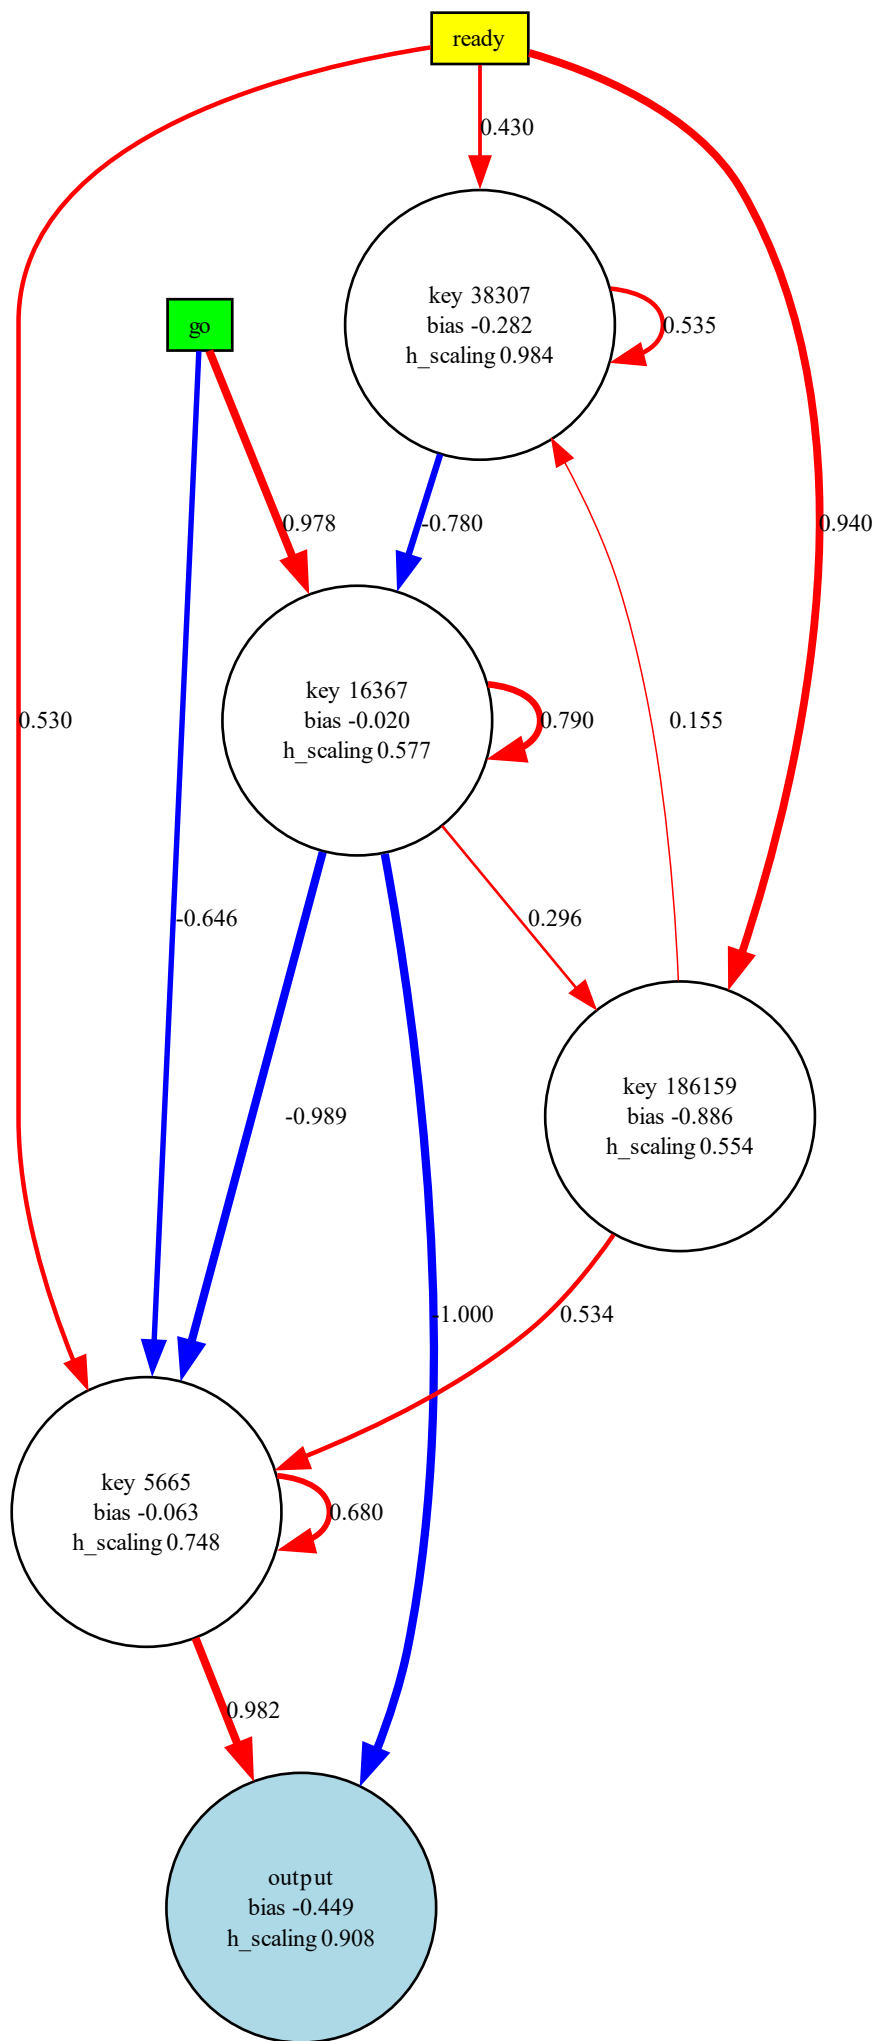 ready
0.430
key 38307
bias -0.282
h_scaling 0.984
0.535
go
0.978
-0.780
0.940
key 16367
bias -0.020
h_scaling 0.577
0.530
0.790
0.155
-0.646
0.296
key 186159
bias -0.886
h_scaling 0.554
-0.989
-1.000
0.534
key 5665
bias -0.063
h_scaling 0.748
0.680
0.982
output
bias -0.449
h_scaling 0.908